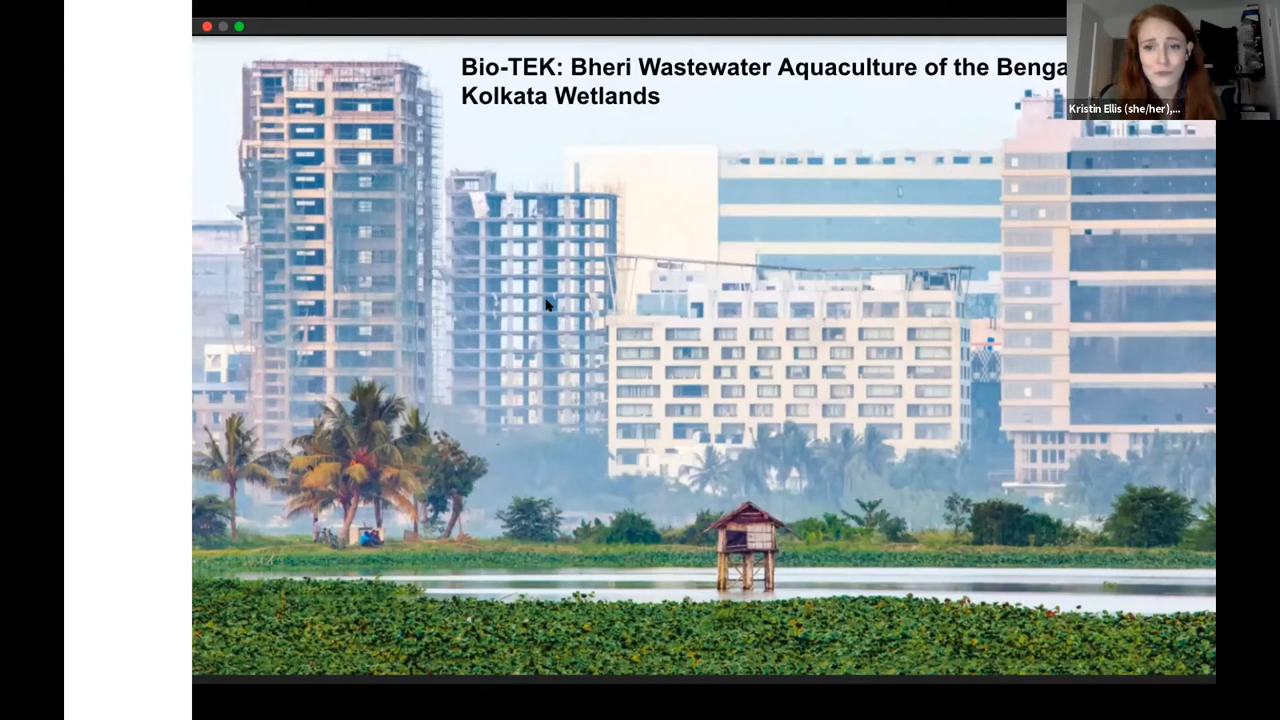 Bio-TEK: Bheri Wastewater Aquaculture of the Benga
Kolkata Wetlands
Kristin Ellis (she/her),...